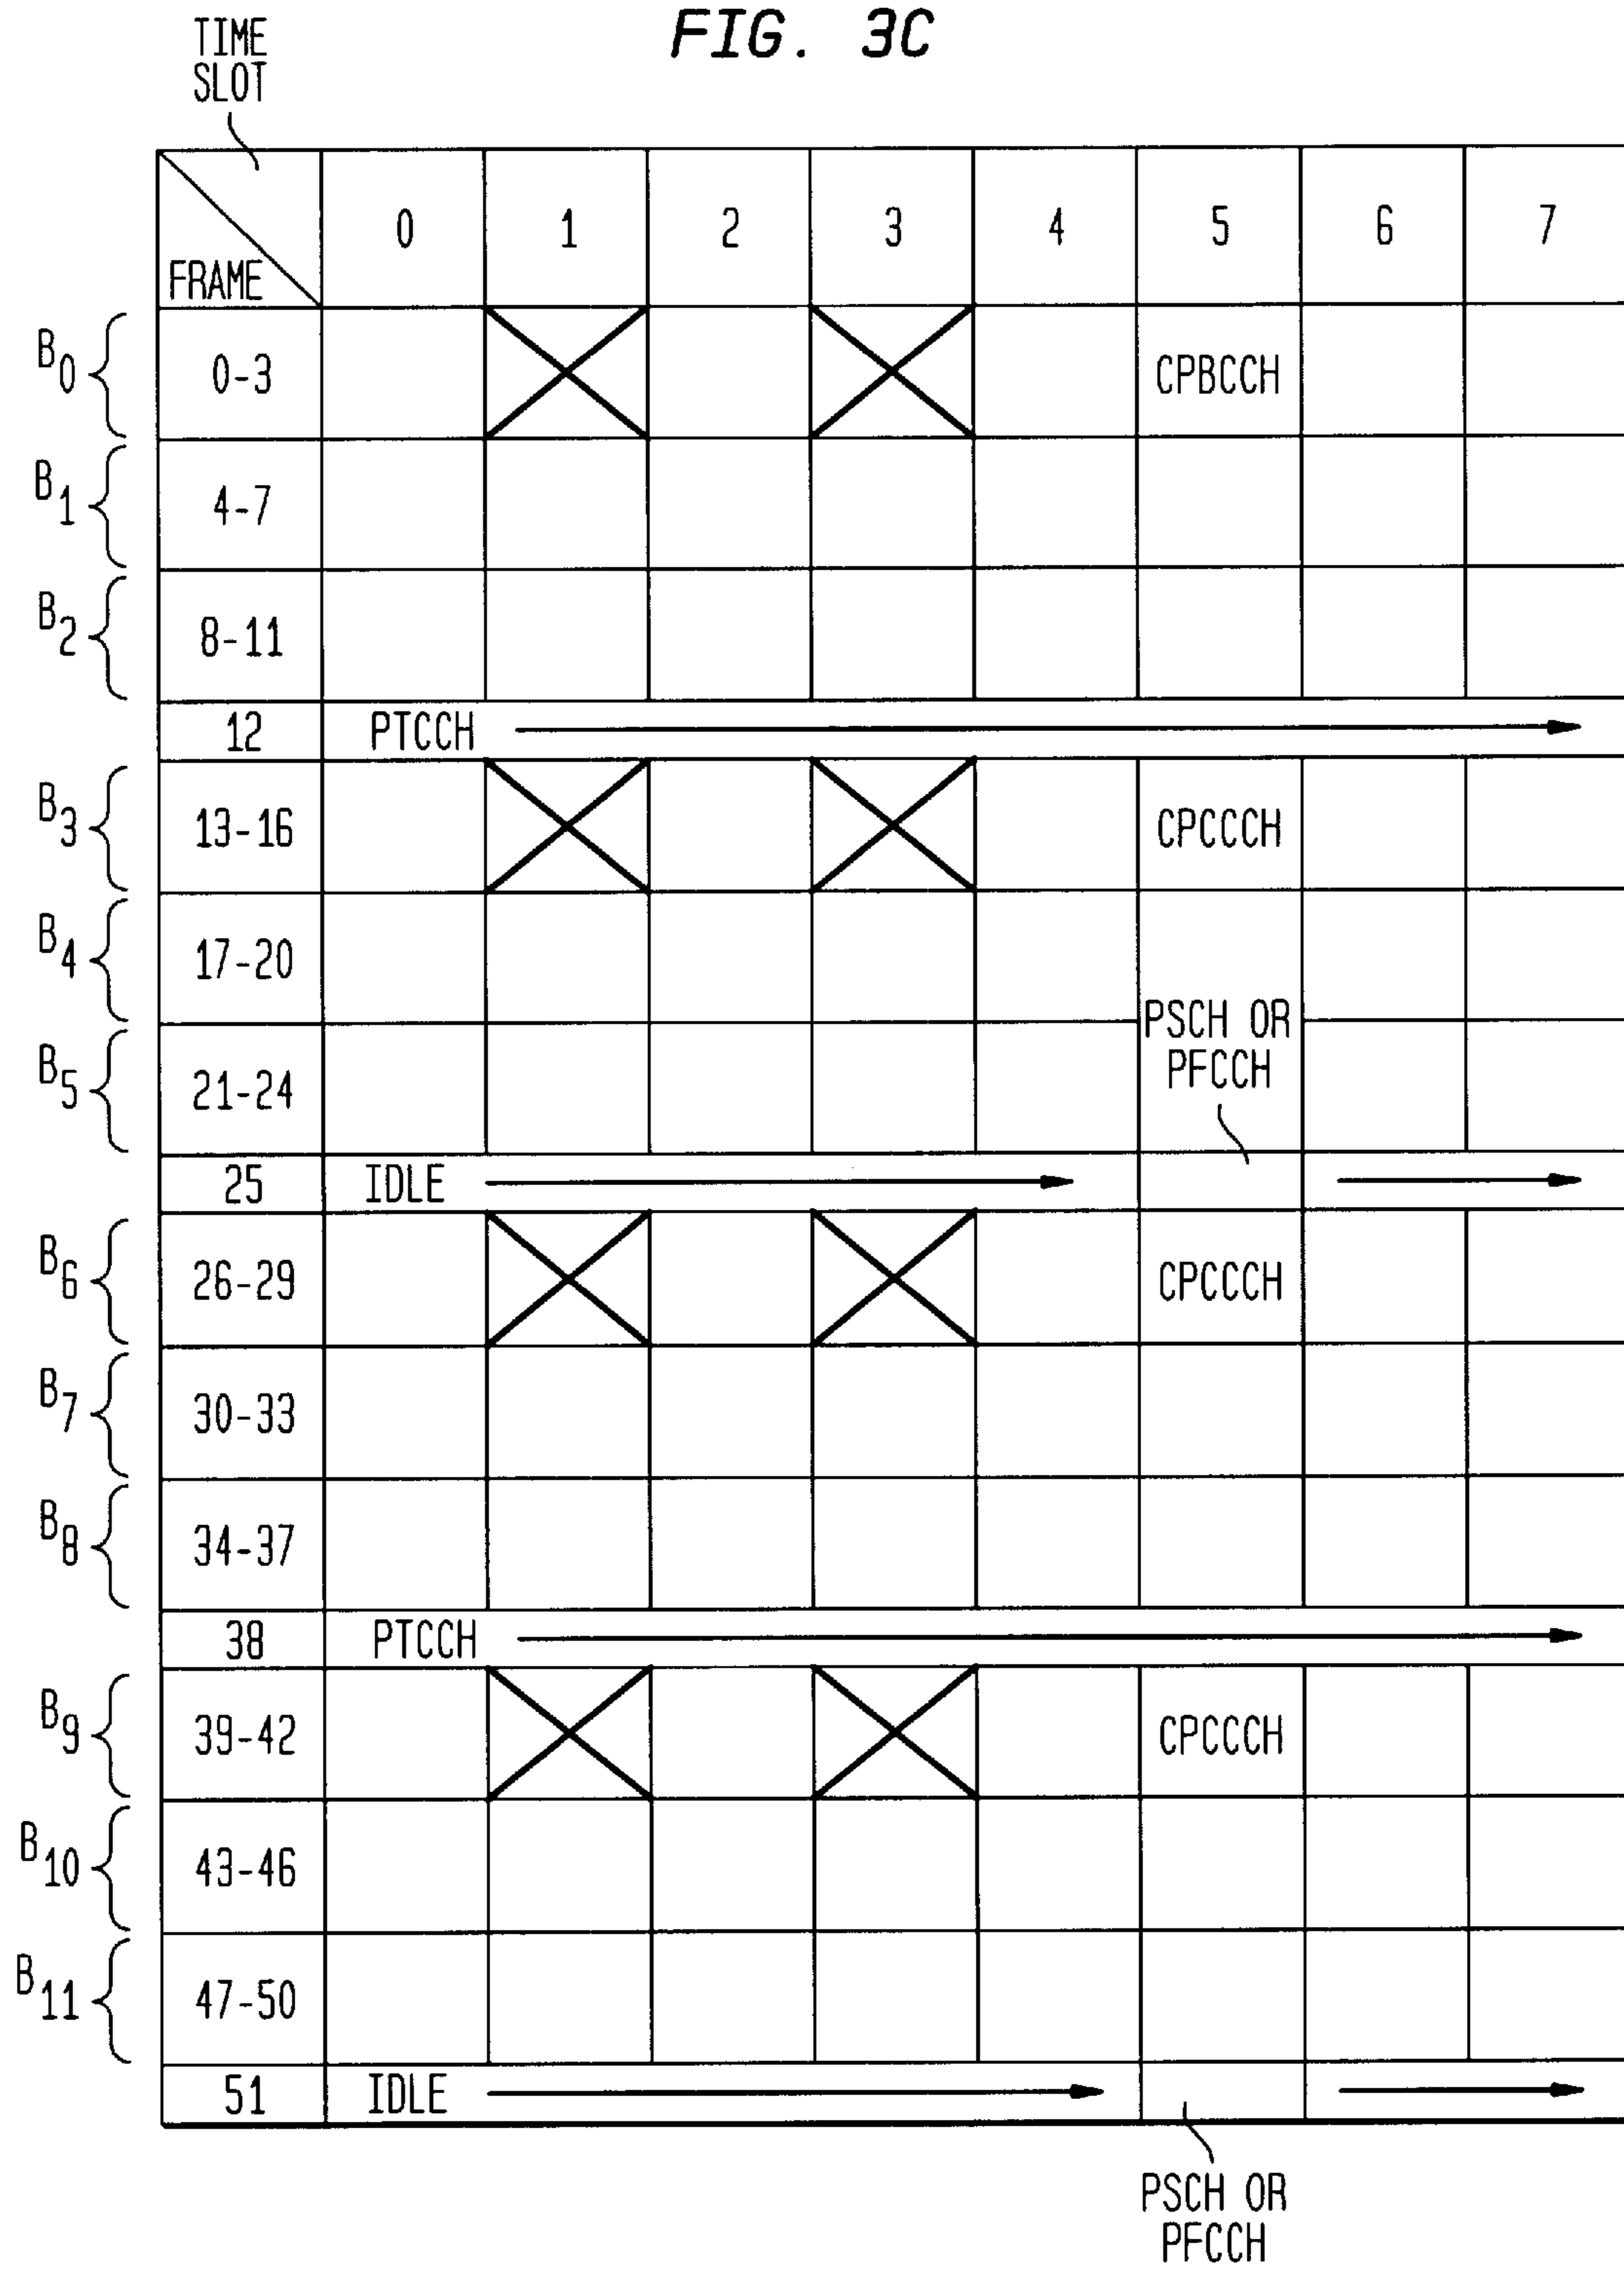 FIG. 3C
TIME
SLOT
FRAME 0 1 2 3 4 5 6 7
B0 0-3 CPBCCH
B1 4-7
B2 8-11
12 PTCCH
B3 13-16 CPCCCH
B4 17-20
PSCH OR
PFCCH
B5 21-24
25 IDLE
B6 26-29 CPCCCH
B7 30-33
B8 34-37
38 PTCCH
B9 39-42 CPCCCH
B10 43-46
B11 47-50
51 IDLE
PSCH OR
PFCCH